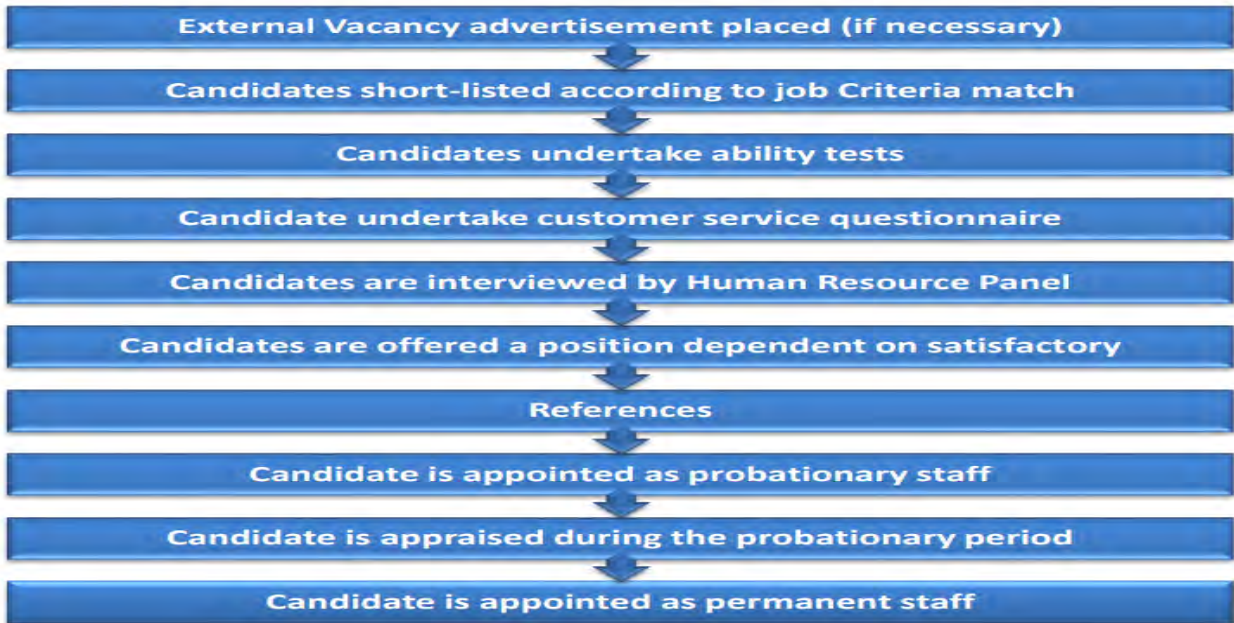 External Vacancy advertisement placed (if necessary)
Candidates short-listed according to job Criteria match
Candidates undertake ability tests
Candidate undertake customer service questionnaire
Candidates are interviewed by Human Resource Panel
Candidates are offered a position dependent on satisfactory
References
Candidate is appointed as probationary staff
Candidate is appraised during the probationary period
Candidate is appointed as permanent staff